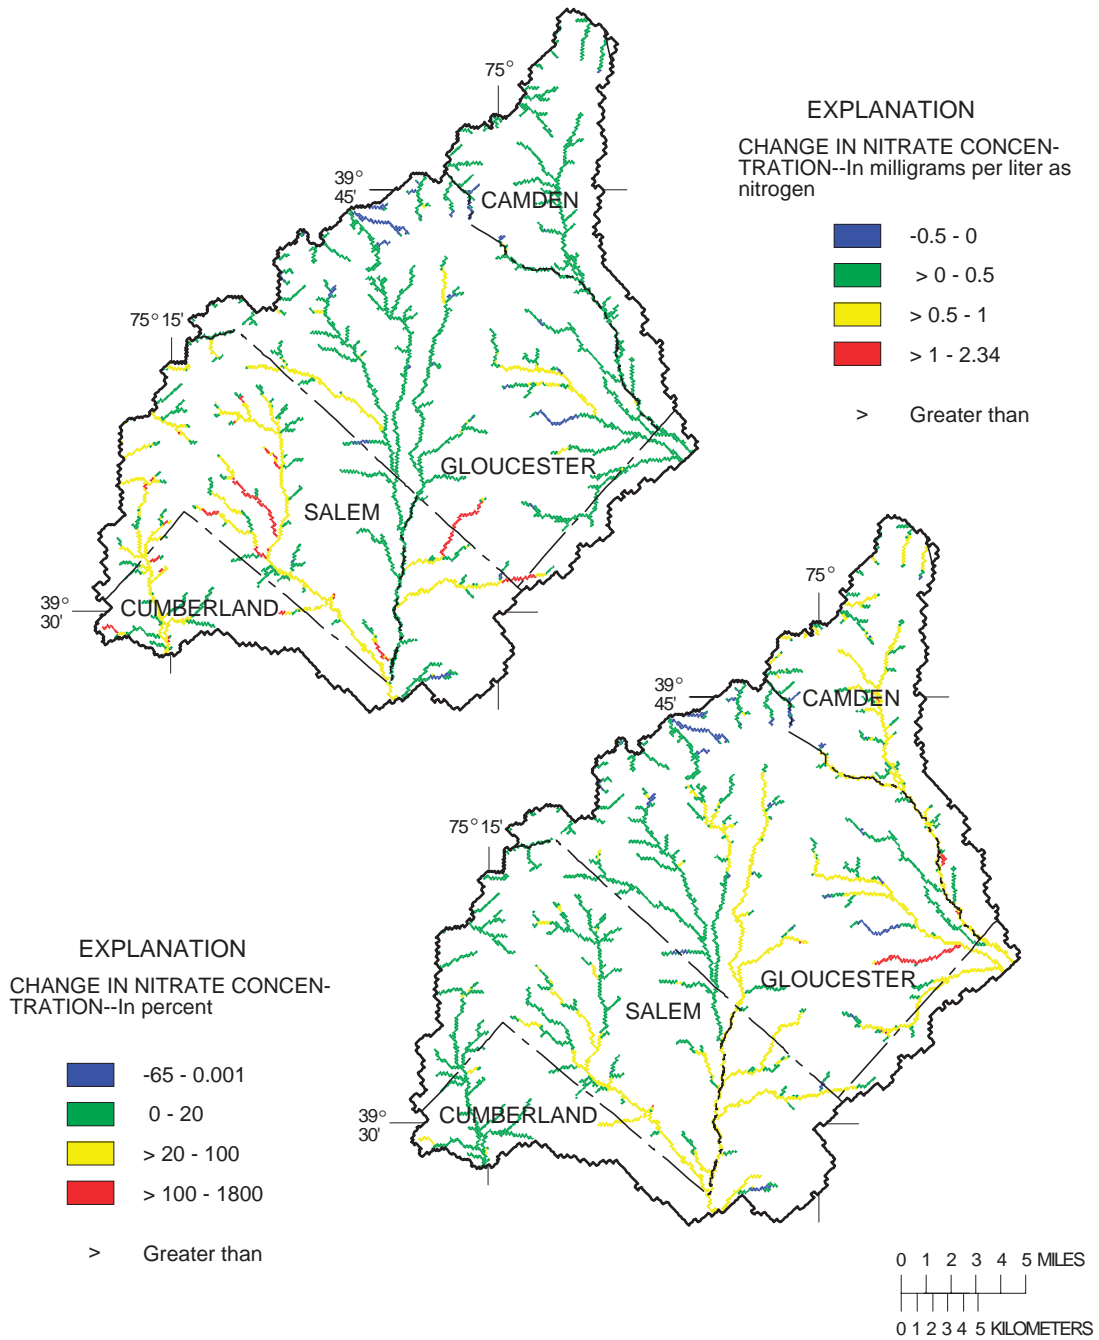 75°
EXPLANATION
CHANGE IN NITRATE CONCEN-
TRATION--In milligrams per liter as
nitrogen
-0.5 - 0
> 0 - 0.5
> 0.5 - 1
> 1 - 2.34
> Greater than
39°
45'
CAMDEN
75° 15'
GLOUCESTER
SALEM
39°
30'
CUMBERLAND
75°
39°
45'
CAMDEN
75° 15'
GLOUCESTER
SALEM
39°
30'
CUMBERLAND
EXPLANATION
CHANGE IN NITRATE CONCEN-
TRATION--In percent
-65 - 0.001
0 - 20
> 20 - 100
> 100 - 1800
> Greater than
0 1 2 3 4 5 MILES
0 1 2 3 4 5 KILOMETERS